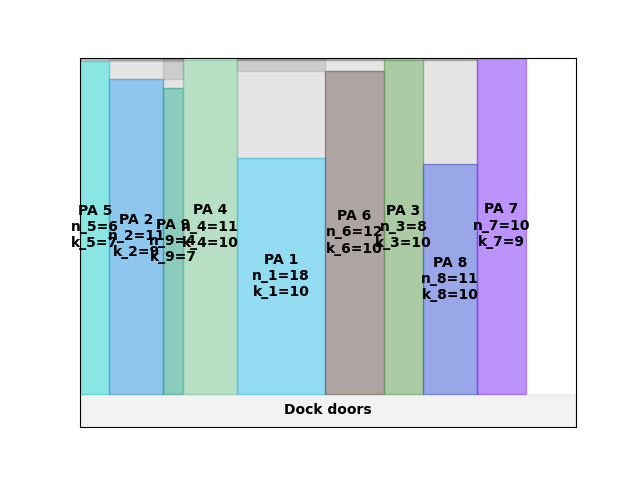 PA 5
n_5=6
k_5=7
PA 2
n_2=11
k_2=9
PA 9
n_9=4
k_9=7
PA 4
n_4=11
k_4=10
PA 1
n_1=18
k_1=10
PA 6
n_6=12
k_6=10
PA 3
n_3=8
k_3=10
PA 8
n_8=11
k_8=10
PA 7
n_7=10
k_7=9
Dock doors